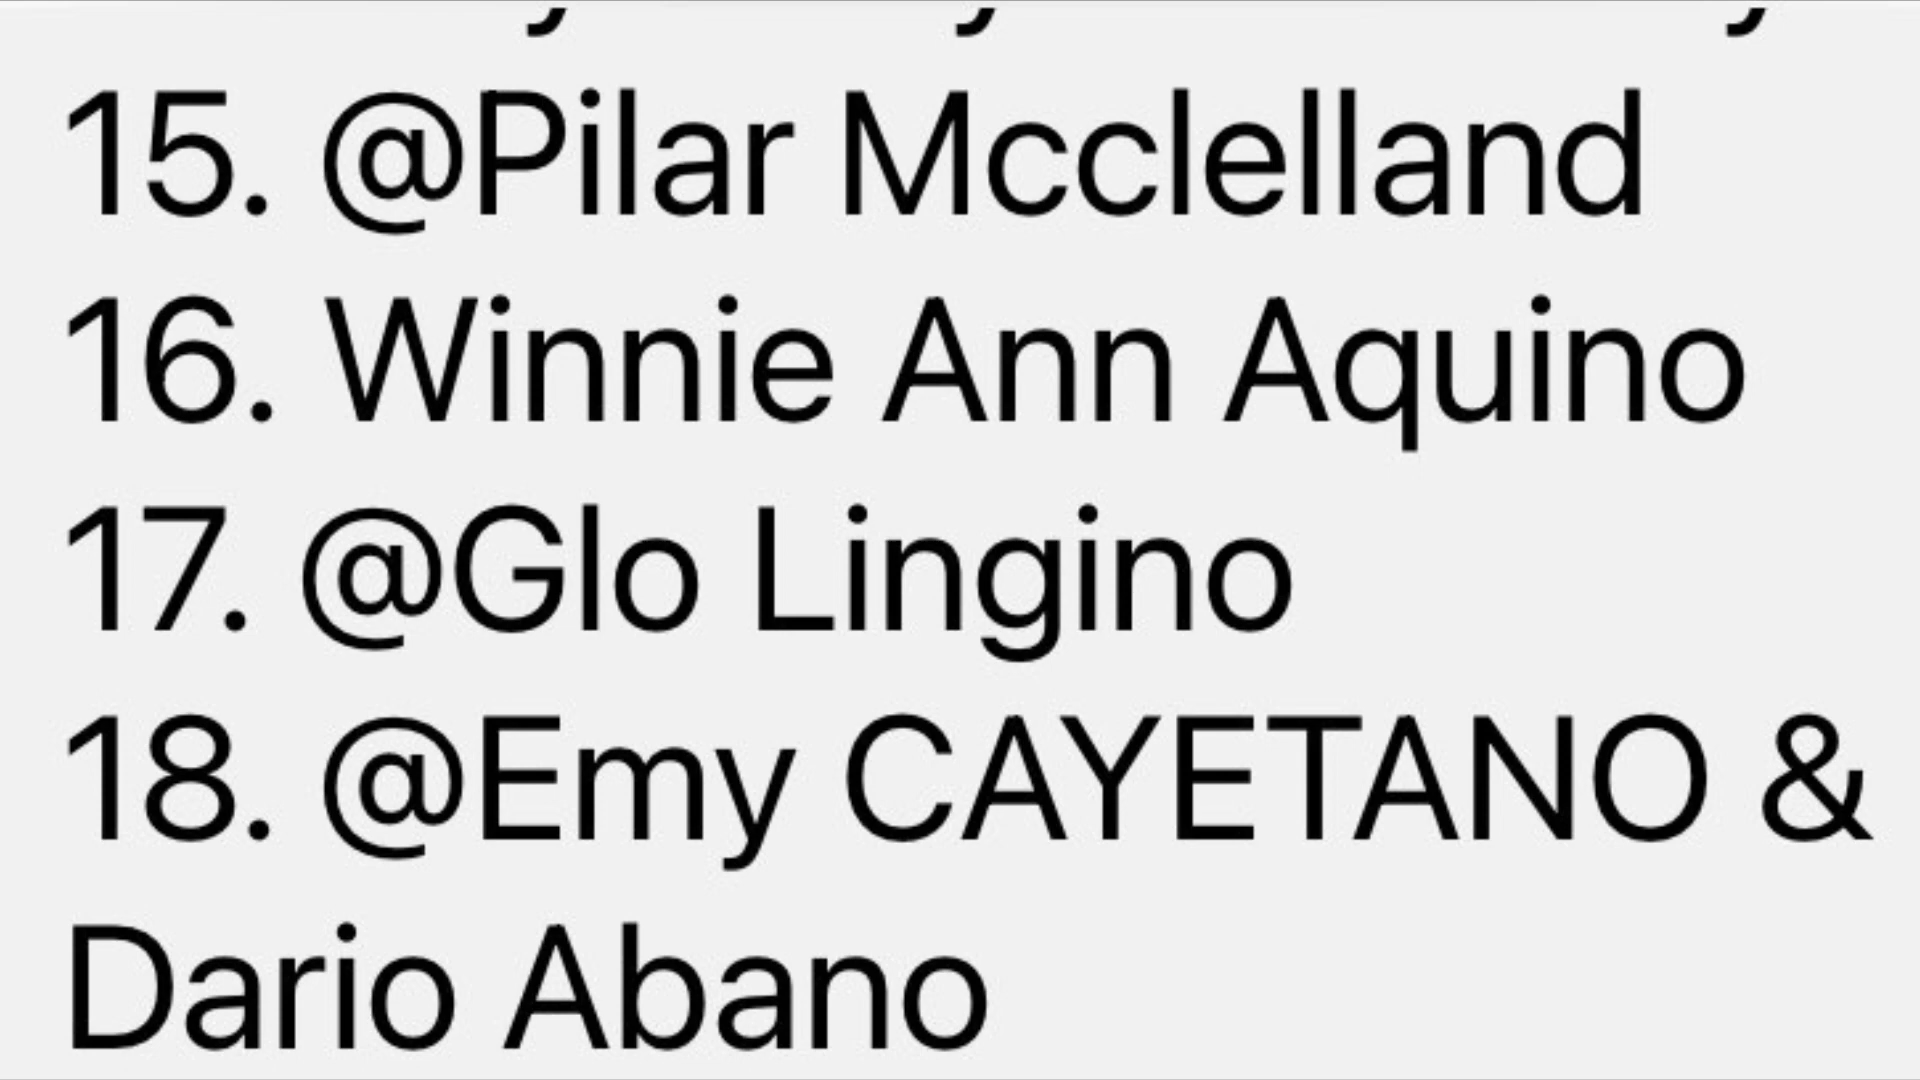 15. @Pilar Mcclelland
16. Winnie Ann Aquino
17. @Glo Lingino
18. @Emy CAYETANO &
Dario Abano